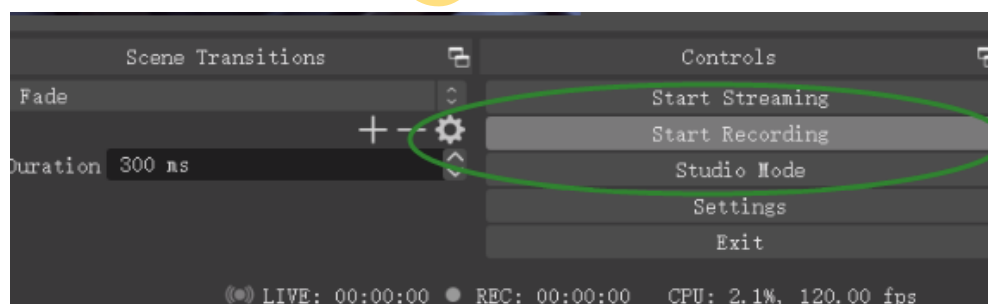 Scene Transitions
Fade
Duration 300 ms
Controls
Start Streaming
Start Recording
Studio Mode
Settings
Exit
LIVE: 00:00:00 REC: 00:00:00 CPU: 2.1%, 120.00 fps